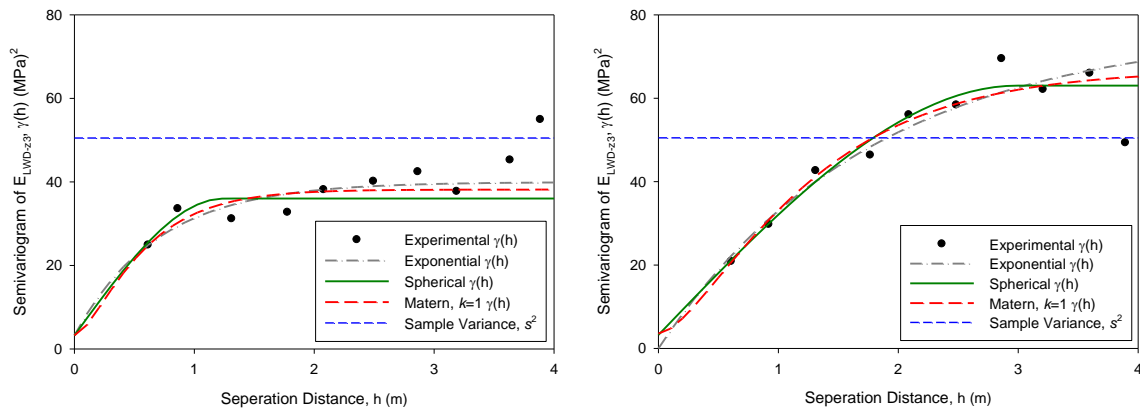 80
60
40
20
0
Semivariogram of E_LWD-z3, γ(h) (MPa)²
Experimental γ(h)
Exponential γ(h)
Spherical γ(h)
Matern, k=1 γ(h)
Sample Variance, s²
0 1 2 3 4
Seperation Distance, h (m)
80
60
40
20
0
Semivariogram of E_LWD-z3, γ(h) (MPa)²
Experimental γ(h)
Exponential γ(h)
Spherical γ(h)
Matern, k=1 γ(h)
Sample Variance, s²
0 1 2 3 4
Seperation Distance, h (m)